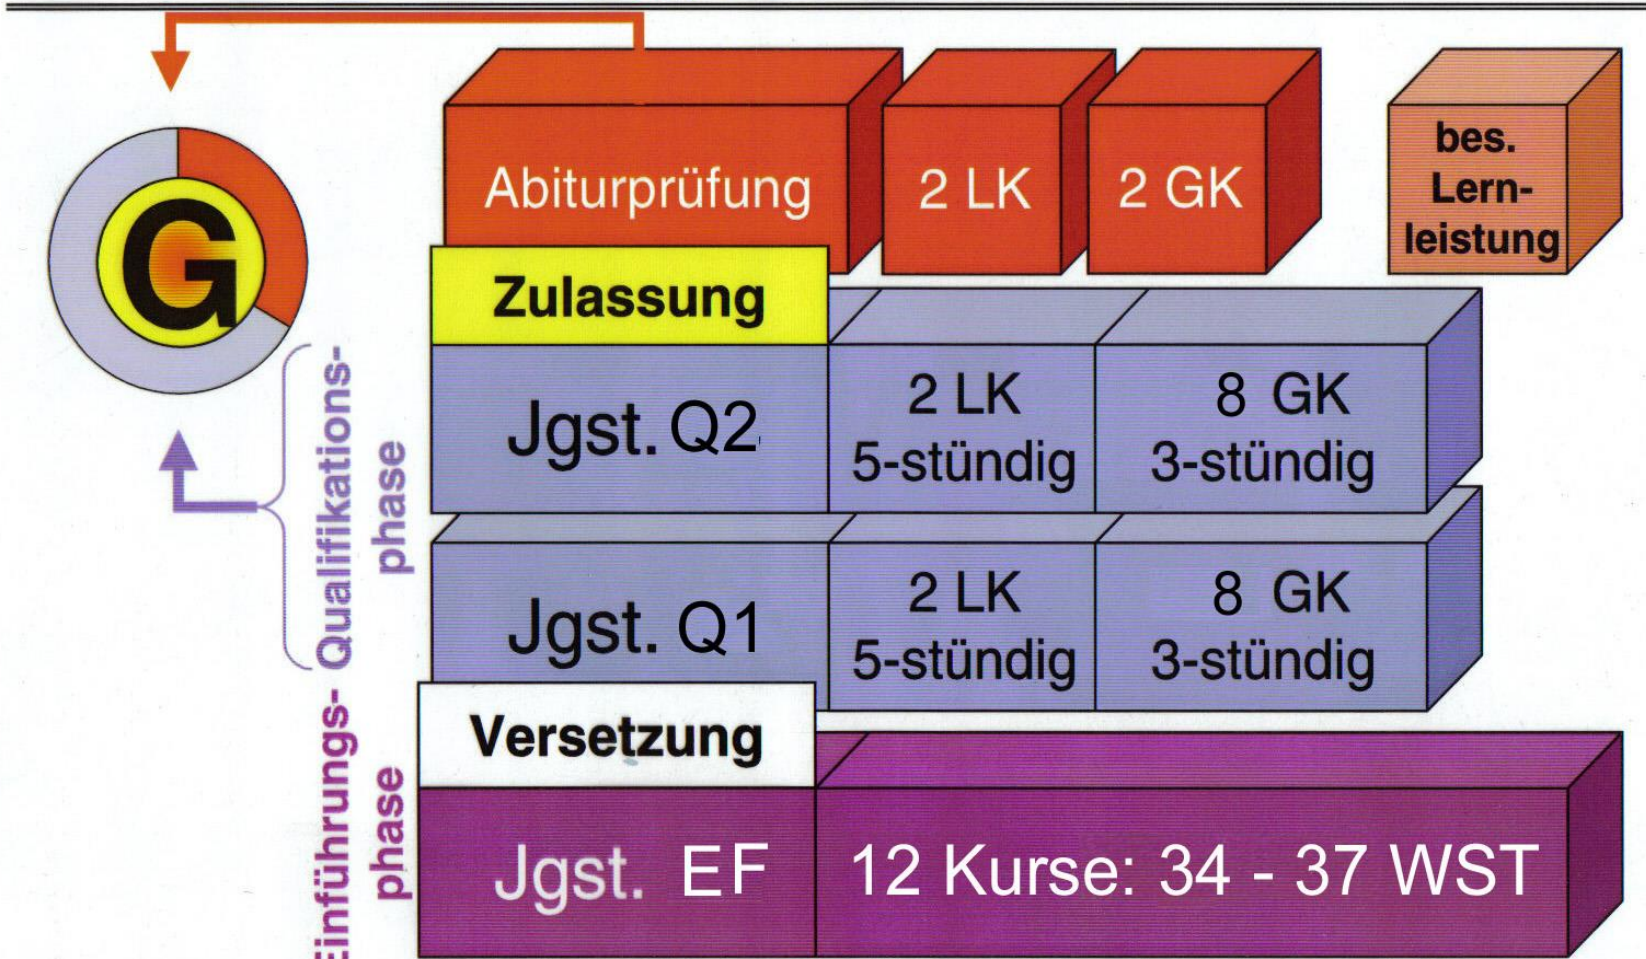 G
Abiturprüfung
2 LK
2 GK
bes.
Lern-
leistung
Zulassung
Jgst. Q2
2 LK
5-stündig
8 GK
3-stündig
Qualifikations-
phase
Jgst. Q1
2 LK
5-stündig
8 GK
3-stündig
Versetzung
Jgst. EF
12 Kurse: 34 - 37 WST
Einführungs-
phase